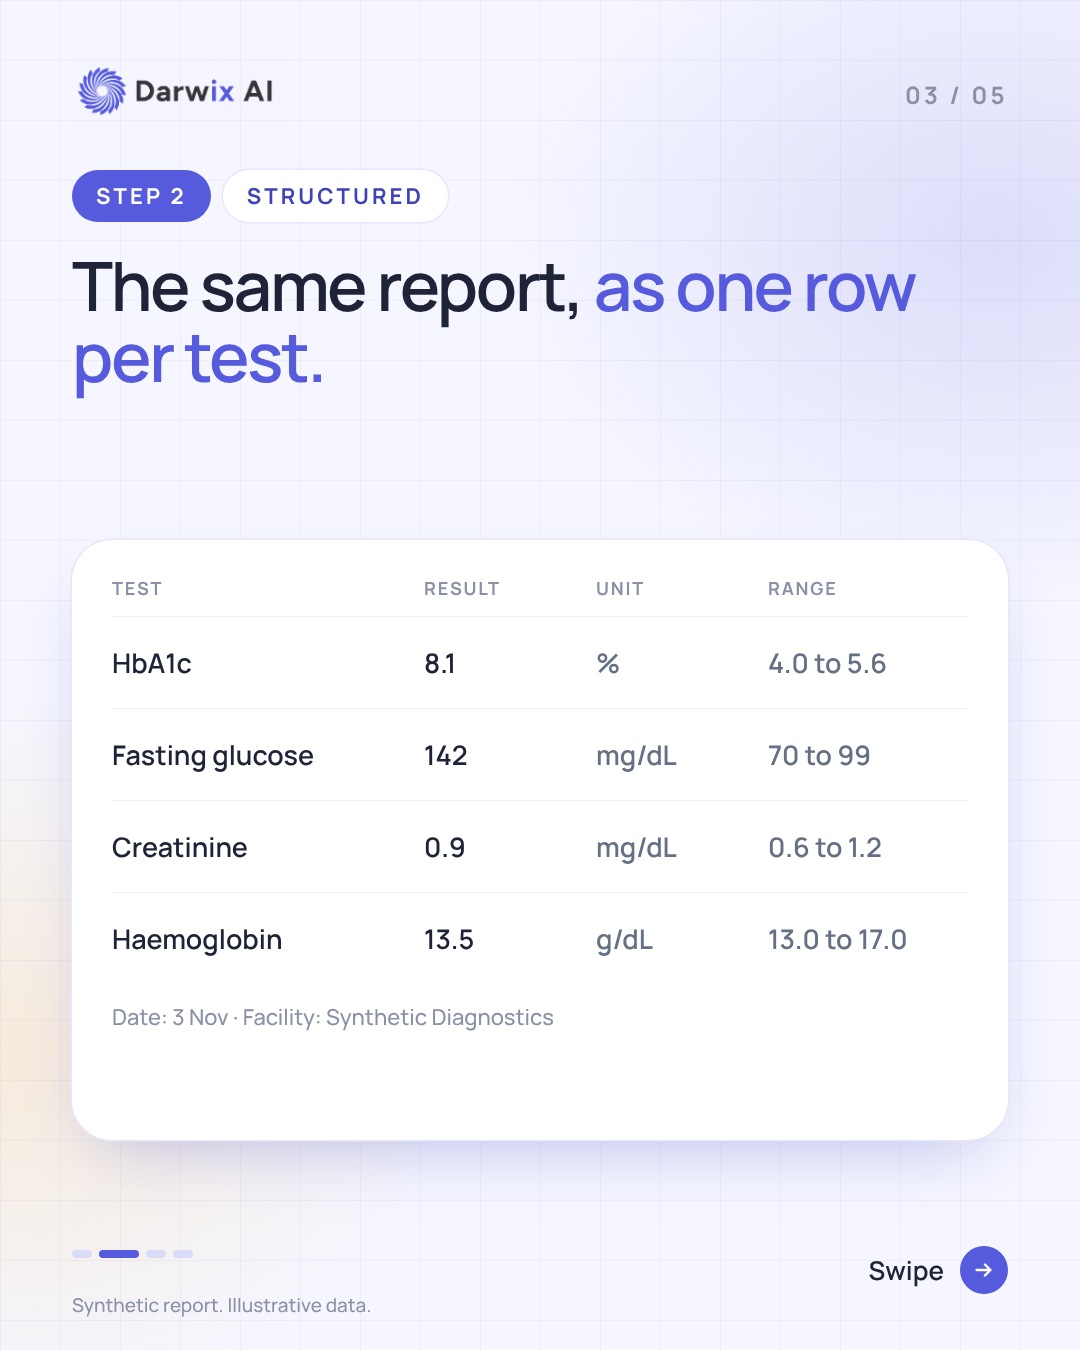 Darwix AI
03 / 05
STEP 2 STRUCTURED
The same report, as one row
per test.
TEST RESULT UNIT RANGE
HbA1c 8.1 % 4.0 to 5.6
Fasting glucose 142 mg/dL 70 to 99
Creatinine 0.9 mg/dL 0.6 to 1.2
Haemoglobin 13.5 g/dL 13.0 to 17.0
Date: 3 Nov · Facility: Synthetic Diagnostics
Swipe
Synthetic report. Illustrative data.